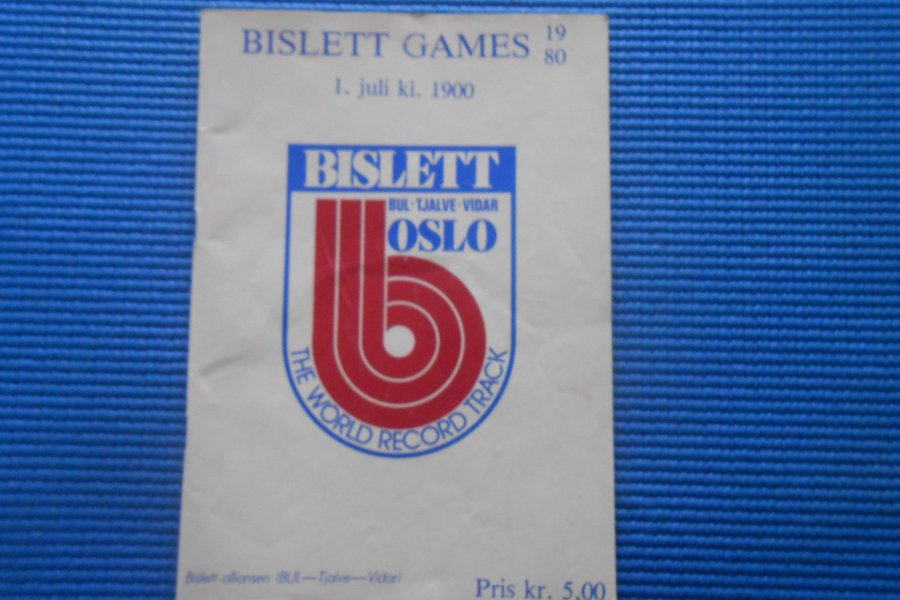 BISLETT GAMES 19 80
1. juli kl. 1900
BISLETT
BUL·TJALVE·VIDAR
OSLO
THE WORLD RECORD TRACK
Bislett-alliansen (BUL—Tjalve—Vidar)
Pris kr. 5,00